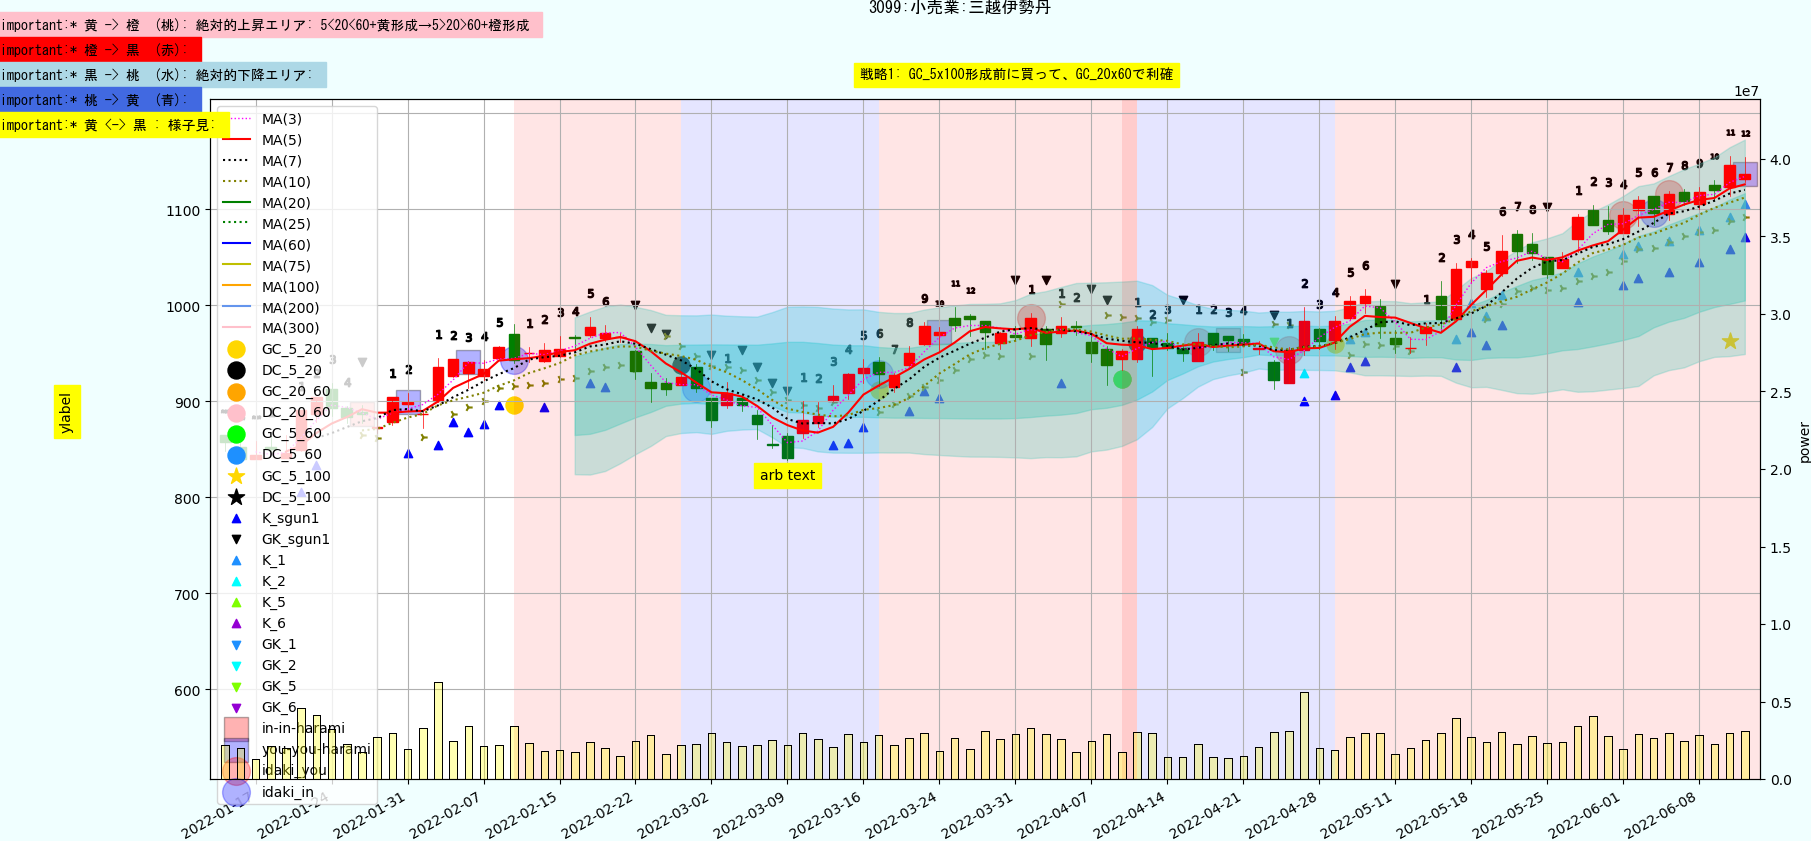 3099:小売業:三越伊勢丹
important:* 黄 -> 橙 (桃): 絶対的上昇エリア: 5<20<60+黄形成→5>20>60+橙形成
important:* 橙 -> 黒 (赤):
important:* 黒 -> 桃 (水): 絶対的下降エリア:
戦略1: GC_5x100形成前に買って、GC_20x60で利確
important:* 桃 -> 黄 (青):
important:* 黄 <-> 黒 : 様子見:
1e7
MA(3)
MA(5)
MA(7)
MA(10)
MA(20)
MA(25)
MA(60)
MA(75)
MA(100)
MA(200)
MA(300)
GC_5_20
DC_5_20
GC_20_60
DC_20_60
GC_5_60
DC_5_60
GC_5_100
DC_5_100
K_sgun1
GK_sgun1
K_1
K_2
K_5
K_6
GK_1
GK_2
GK_5
GK_6
in-in-harami
you-you-harami
idaki_you
idaki_in
1100
1000
900
800
700
600
ylabel
arb text
4.0
3.5
3.0
2.5
2.0
1.5
1.0
0.5
0.0
power
2022-01-17
2022-01-24
2022-01-31
2022-02-07
2022-02-15
2022-02-22
2022-03-02
2022-03-09
2022-03-16
2022-03-24
2022-03-31
2022-04-07
2022-04-14
2022-04-21
2022-04-28
2022-05-11
2022-05-18
2022-05-25
2022-06-01
2022-06-08